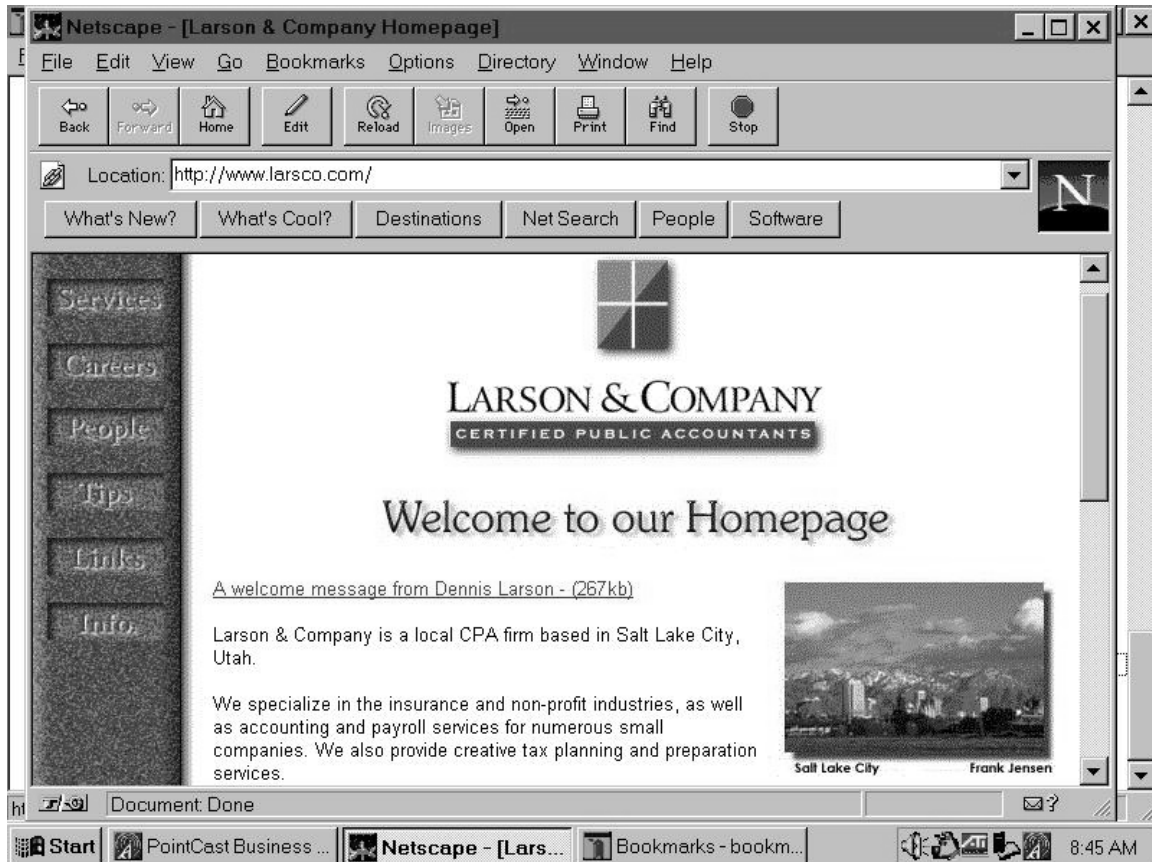 Netscape - [Larson & Company Homepage]
File Edit View Go Bookmarks Options Directory Window Help
Back Forward Home Edit Reload Images Open Print Find Stop
Location: http://www.larsco.com/
N
What's New? What's Cool? Destinations Net Search People Software
Services
Careers
People
Tips
Links
Info.
LARSON & COMPANY
CERTIFIED PUBLIC ACCOUNTANTS
Welcome to our Homepage
A welcome message from Dennis Larson - (267kb)
Larson & Company is a local CPA firm based in Salt Lake City,
Utah.
We specialize in the insurance and non-profit industries, as well
as accounting and payroll services for numerous small
companies. We also provide creative tax planning and preparation
services.
Salt Lake City Frank Jensen
Document: Done
?
Start PointCast Business ... Netscape - [Lars... Bookmarks - bookm... 8:45 AM